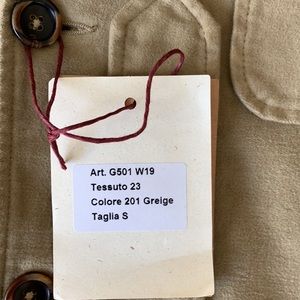 Art. G501 W19
Tessuto 23
Colore 201 Greige
Taglia S